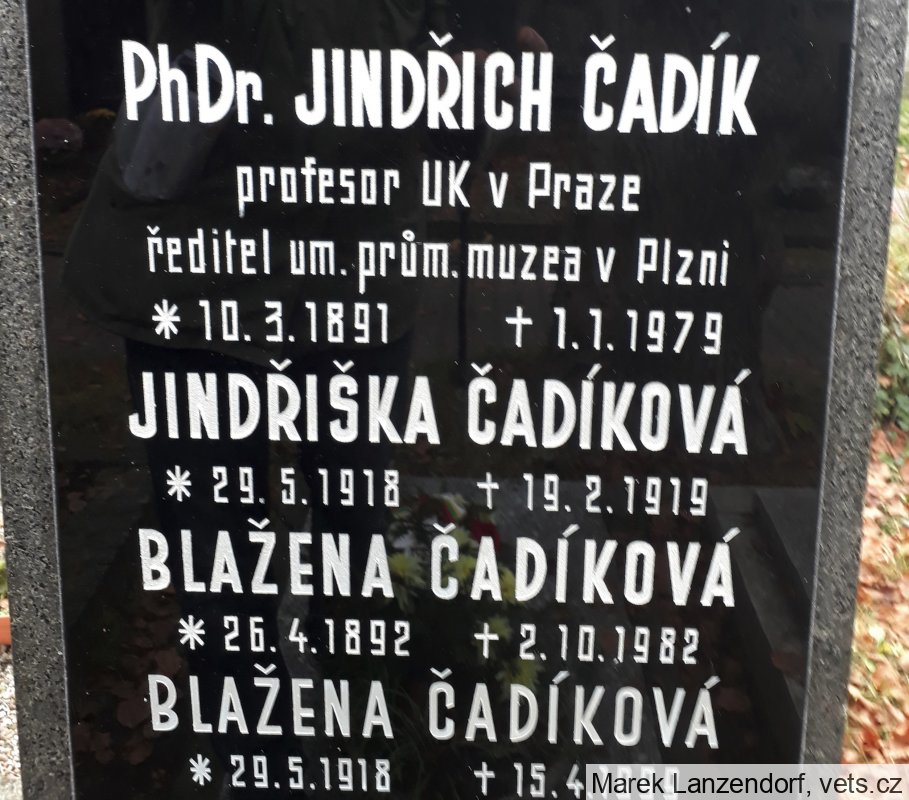 PhDr. JINDŘICH ČADÍK
profesor UK v Praze
ředitel um. prům. muzea v Plzni
* 10.3.1891 † 1.1.1979
JINDŘIŠKA ČADÍKOVÁ
* 29.5.1918 † 19.2.1919
BLAŽENA ČADÍKOVÁ
* 26.4.1892 † 2.10.1982
BLAŽENA ČADÍKOVÁ
* 29.5.1918 † 15.4.
Marek Lanzendorf, vets.cz